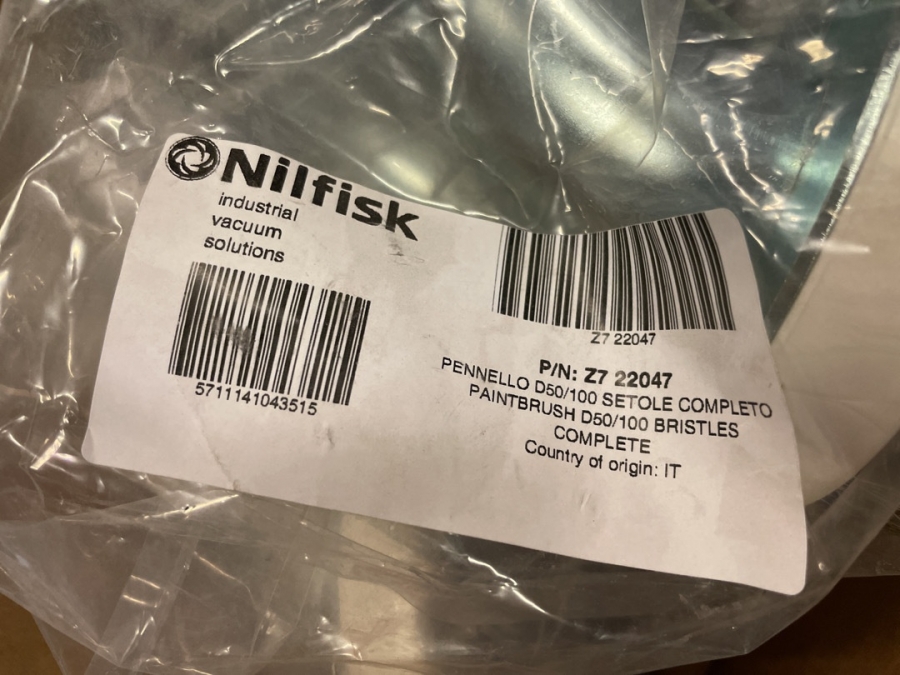 Nilfisk
industrial
vacuum
solutions
5711141043515
Z7 22047
P/N: Z7 22047
PENNELLO D50/100 SETOLE COMPLETO
PAINTBRUSH D50/100 BRISTLES
COMPLETE
Country of origin: IT